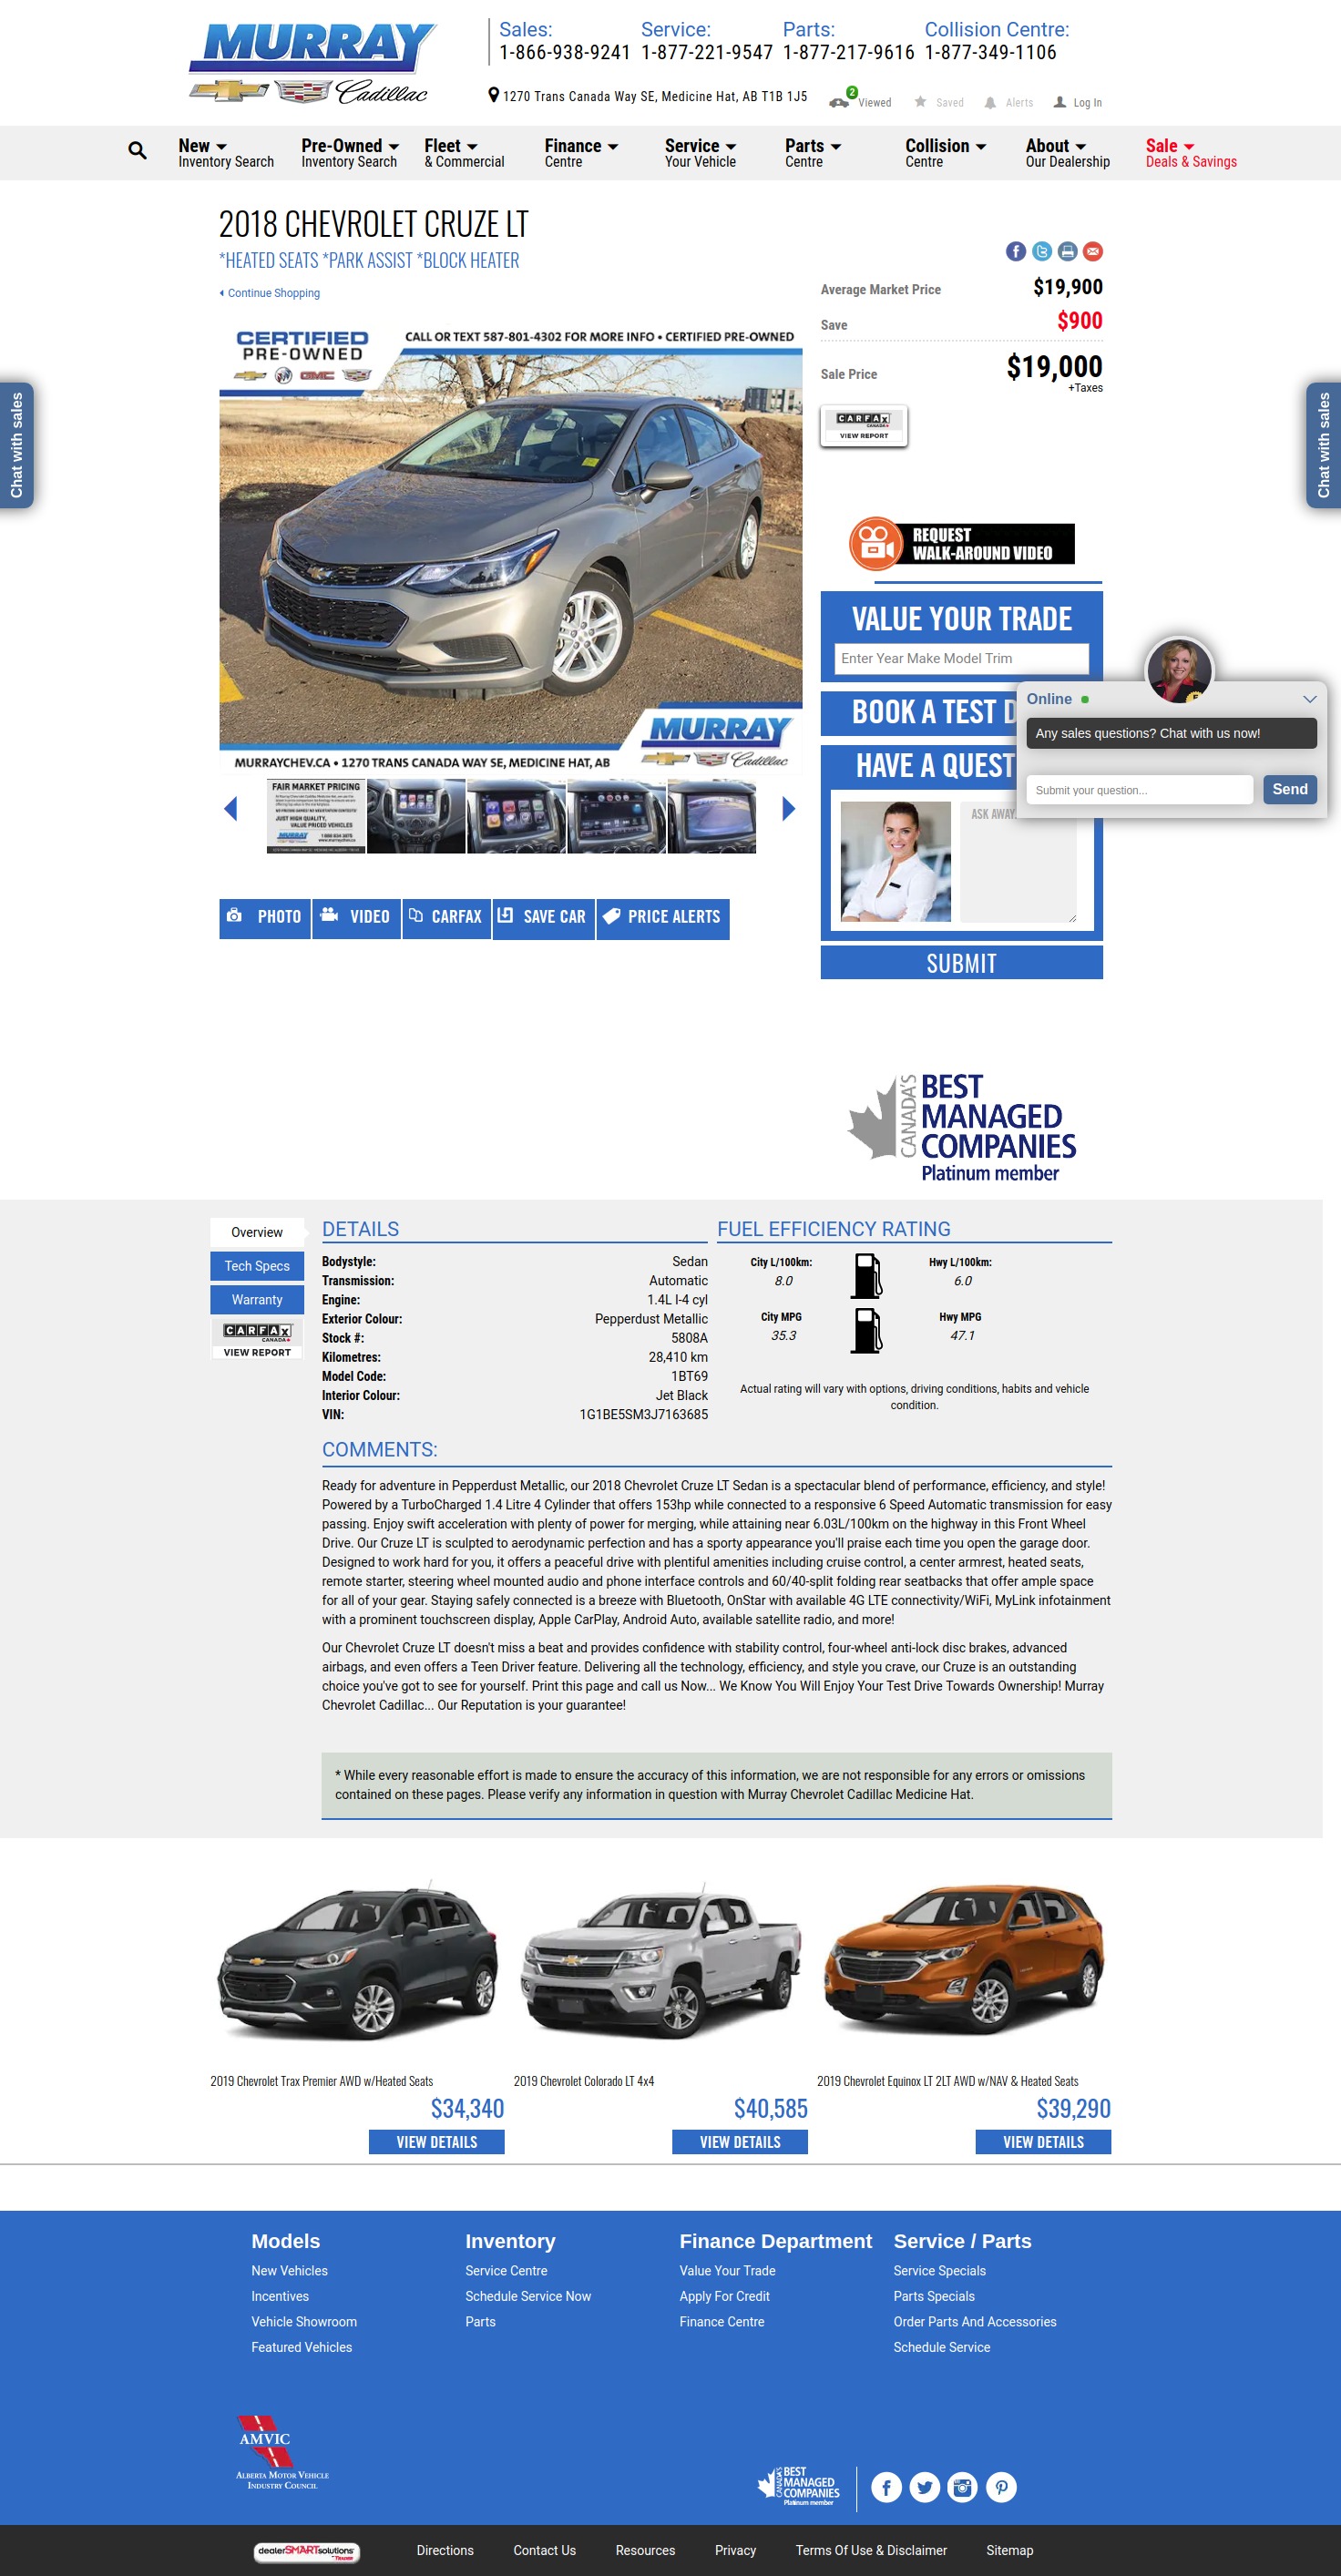 MURRAY
Cadillac
Sales:
1-866-938-9241
Service:
1-877-221-9547
Parts:
1-877-217-9616
Collision Centre:
1-877-349-1106
1270 Trans Canada Way SE, Medicine Hat, AB T1B 1J5
2
Viewed
Saved
Alerts
Log In
New
Inventory Search
Pre-Owned
Inventory Search
Fleet
& Commercial
Finance
Centre
Service
Your Vehicle
Parts
Centre
Collision
Centre
About
Our Dealership
Sale
Deals & Savings
2018 CHEVROLET CRUZE LT
*HEATED SEATS *PARK ASSIST *BLOCK HEATER
Continue Shopping
Average Market Price
$19,900
Save
$900
Sale Price
$19,000
+Taxes
CARFAX
CANADA
VIEW REPORT
CERTIFIED
PRE-OWNED
GMC
CALL OR TEXT 587-801-4302 FOR MORE INFO • CERTIFIED PRE-OWNED
MURRAY
Cadillac
MURRAYCHEV.CA • 1270 TRANS CANADA WAY SE, MEDICINE HAT, AB
Chat with sales
Chat with sales
REQUEST
WALK-AROUND VIDEO
VALUE YOUR TRADE
Enter Year Make Model Trim
BOOK A TEST D
HAVE A QUEST
ASK AWAY.
SUBMIT
Online
Any sales questions? Chat with us now!
Submit your question...
Send
FAIR MARKET PRICING
JUST HIGH QUALITY,
VALUE PRICED VEHICLES
MURRAY
PHOTO
VIDEO
CARFAX
SAVE CAR
PRICE ALERTS
CANADA'S
BEST
MANAGED
COMPANIES
Platinum member
Overview
Tech Specs
Warranty
CARFAX
CANADA
VIEW REPORT
DETAILS
Bodystyle: Sedan
Transmission: Automatic
Engine: 1.4L I-4 cyl
Exterior Colour: Pepperdust Metallic
Stock #: 5808A
Kilometres: 28,410 km
Model Code: 1BT69
Interior Colour: Jet Black
VIN: 1G1BE5SM3J7163685
FUEL EFFICIENCY RATING
City L/100km: Hwy L/100km:
8.0 6.0
City MPG Hwy MPG
35.3 47.1
Actual rating will vary with options, driving conditions, habits and vehicle
condition.
COMMENTS:
Ready for adventure in Pepperdust Metallic, our 2018 Chevrolet Cruze LT Sedan is a spectacular blend of performance, efficiency, and style!
Powered by a TurboCharged 1.4 Litre 4 Cylinder that offers 153hp while connected to a responsive 6 Speed Automatic transmission for easy
passing. Enjoy swift acceleration with plenty of power for merging, while attaining near 6.03L/100km on the highway in this Front Wheel
Drive. Our Cruze LT is sculpted to aerodynamic perfection and has a sporty appearance you'll praise each time you open the garage door.
Designed to work hard for you, it offers a peaceful drive with plentiful amenities including cruise control, a center armrest, heated seats,
remote starter, steering wheel mounted audio and phone interface controls and 60/40-split folding rear seatbacks that offer ample space
for all of your gear. Staying safely connected is a breeze with Bluetooth, OnStar with available 4G LTE connectivity/WiFi, MyLink infotainment
with a prominent touchscreen display, Apple CarPlay, Android Auto, available satellite radio, and more!
Our Chevrolet Cruze LT doesn't miss a beat and provides confidence with stability control, four-wheel anti-lock disc brakes, advanced
airbags, and even offers a Teen Driver feature. Delivering all the technology, efficiency, and style you crave, our Cruze is an outstanding
choice you've got to see for yourself. Print this page and call us Now... We Know You Will Enjoy Your Test Drive Towards Ownership! Murray
Chevrolet Cadillac... Our Reputation is your guarantee!
* While every reasonable effort is made to ensure the accuracy of this information, we are not responsible for any errors or omissions
contained on these pages. Please verify any information in question with Murray Chevrolet Cadillac Medicine Hat.
2019 Chevrolet Trax Premier AWD w/Heated Seats
$34,340
VIEW DETAILS
2019 Chevrolet Colorado LT 4x4
$40,585
VIEW DETAILS
2019 Chevrolet Equinox LT 2LT AWD w/NAV & Heated Seats
$39,290
VIEW DETAILS
Models
New Vehicles
Incentives
Vehicle Showroom
Featured Vehicles
Inventory
Service Centre
Schedule Service Now
Parts
Finance Department
Value Your Trade
Apply For Credit
Finance Centre
Service / Parts
Service Specials
Parts Specials
Order Parts And Accessories
Schedule Service
AMVIC
ALBERTA MOTOR VEHICLE
INDUSTRY COUNCIL
CANADA'S
BEST
MANAGED
COMPANIES
Platinum member
dealerSMARTsolutions
Directions
Contact Us
Resources
Privacy
Terms Of Use & Disclaimer
Sitemap